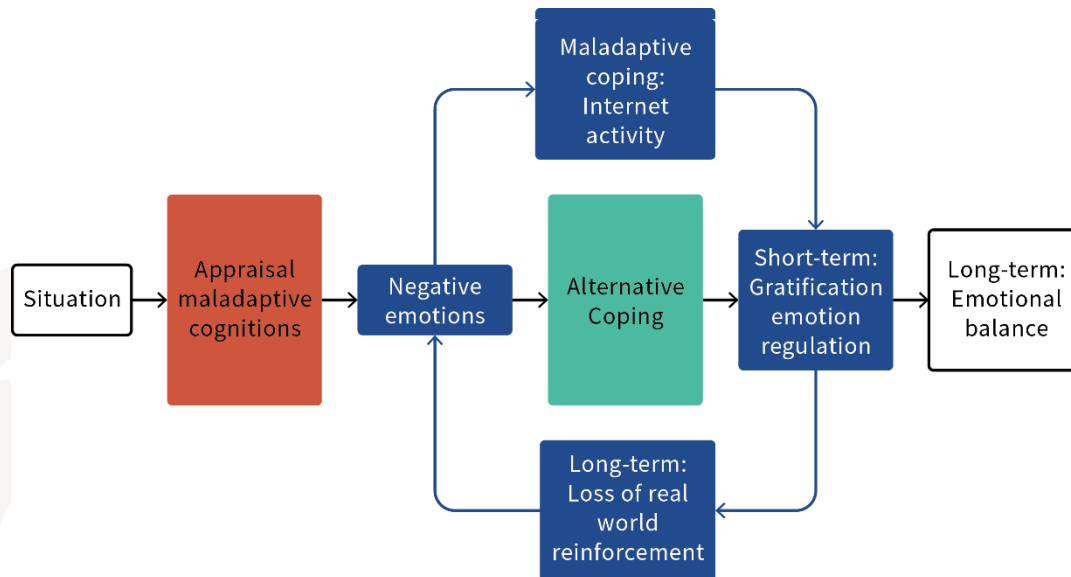 Maladaptive
coping:
Internet
activity
Situation
Appraisal
maladaptive
cognitions
Negative
emotions
Alternative
Coping
Short-term:
Gratification
emotion
regulation
Long-term:
Emotional
balance
Long-term:
Loss of real
world
reinforcement